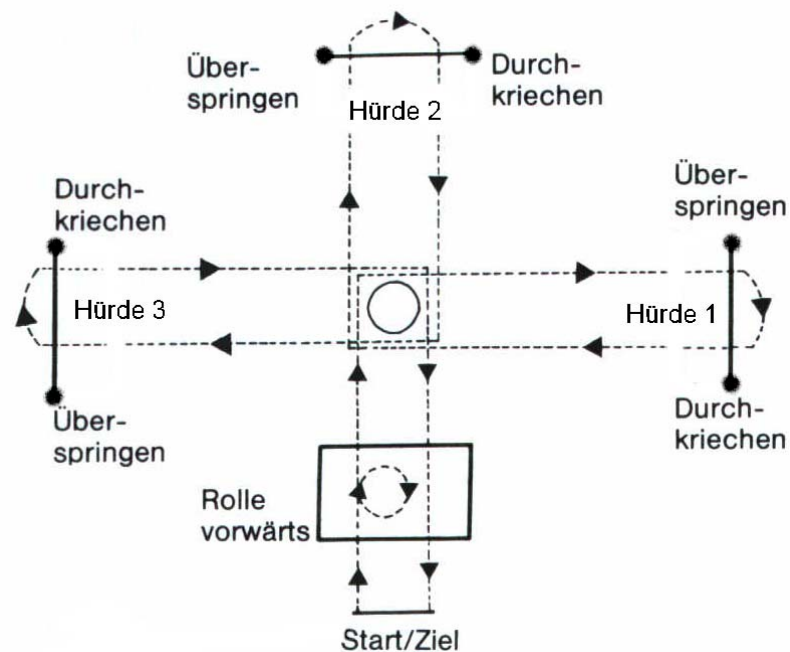 Über-
springen
Durch-
kriechen
Hürde 2
Durch-
kriechen
Über-
springen
Hürde 3
Hürde 1
Über-
springen
Durch-
kriechen
Rolle
vorwärts
Start/Ziel